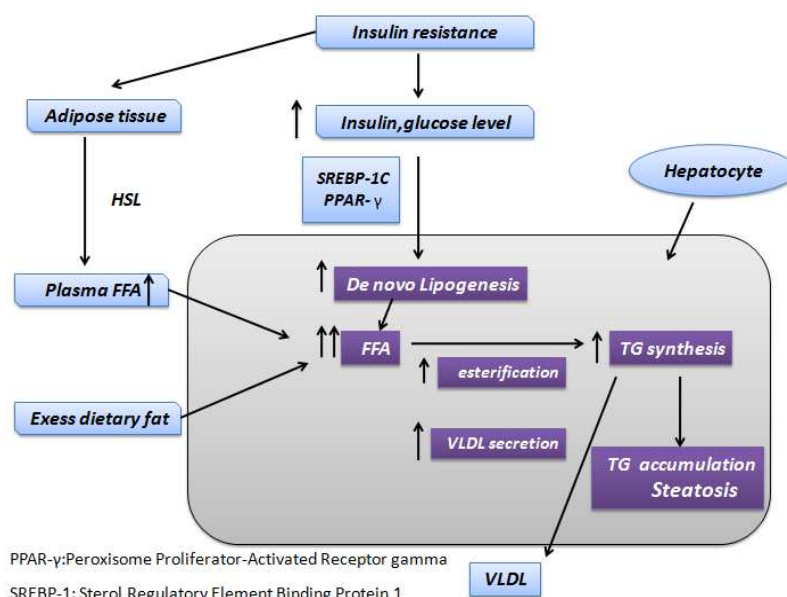 Insulin resistance
Adipose tissue
Insulin,glucose level
SREBP-1C
PPAR- γ
HSL
Hepatocyte
Plasma FFA
De novo Lipogenesis
FFA
TG synthesis
esterification
Exess dietary fat
VLDL secretion
TG accumulation
Steatosis
PPAR-γ:Peroxisome Proliferator-Activated Receptor gamma
VLDL
SREBP-1: Sterol Regulatory Element Binding Protein 1